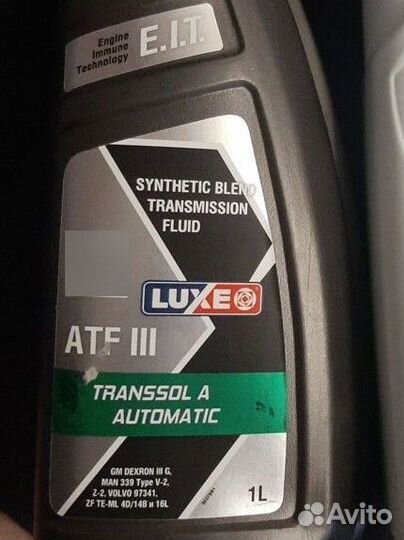 Engine
Immune
Technology
E.I.T.
SYNTHETIC BLEND
TRANSMISSION
FLUID
LUXE
ATF III
TRANSSOL A
AUTOMATIC
GM DEXRON III G,
MAN 339 Type V-2,
Z-2, VOLVO 97341,
ZF TE-ML 4D/14B и 16L
1L
Avito